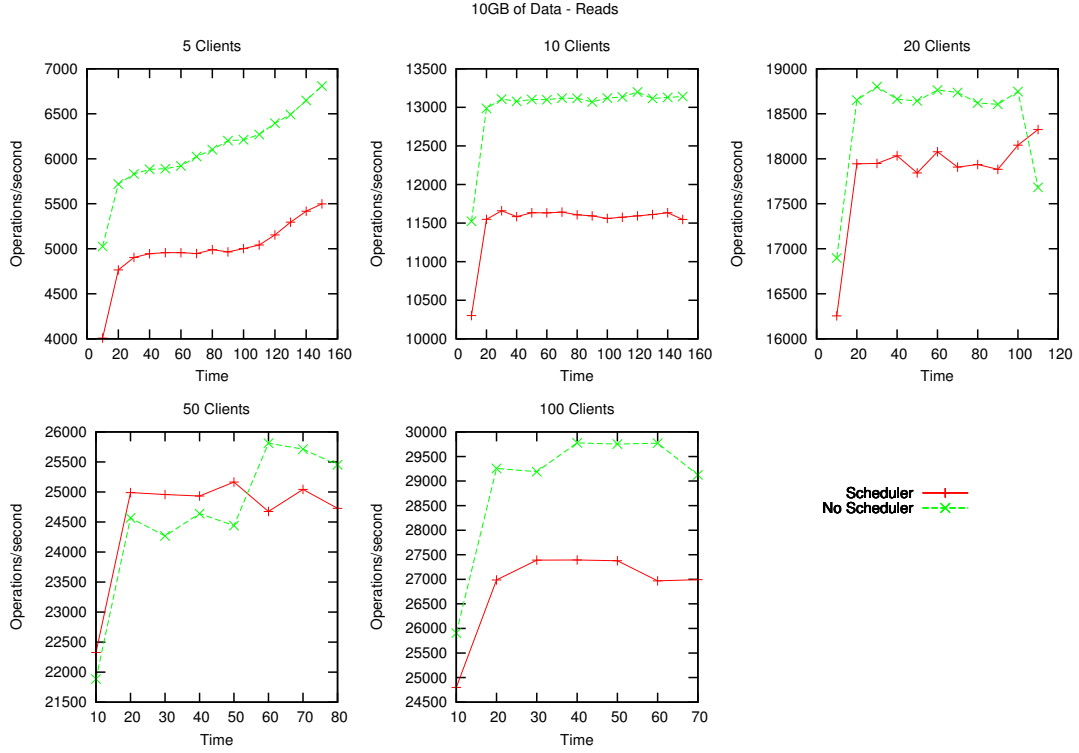 10GB of Data - Reads
5 Clients
7000
6500
6000
5500
5000
4500
4000
0 20 40 60 80 100 120 140 160
Operations/second
Time
10 Clients
13500
13000
12500
12000
11500
11000
10500
10000
0 20 40 60 80 100 120 140 160
Operations/second
Time
20 Clients
19000
18500
18000
17500
17000
16500
16000
0 20 40 60 80 100 120
Operations/second
Time
50 Clients
26000
25500
25000
24500
24000
23500
23000
22500
22000
21500
10 20 30 40 50 60 70 80
Operations/second
Time
100 Clients
30000
29500
29000
28500
28000
27500
27000
26500
26000
25500
25000
24500
10 20 30 40 50 60 70
Operations/second
Time
Scheduler
No Scheduler